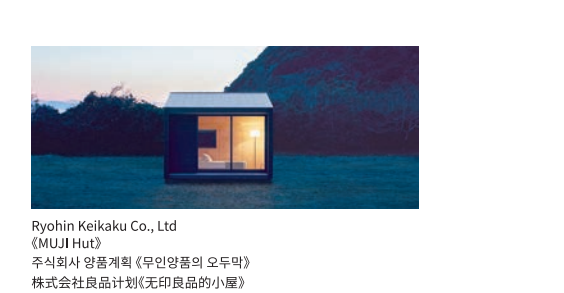 Ryohin Keikaku Co., Ltd
《MUJI Hut》
주식회사 양품계획 《무인양품의 오두막》
株式会社良品计划《无印良品的小屋》